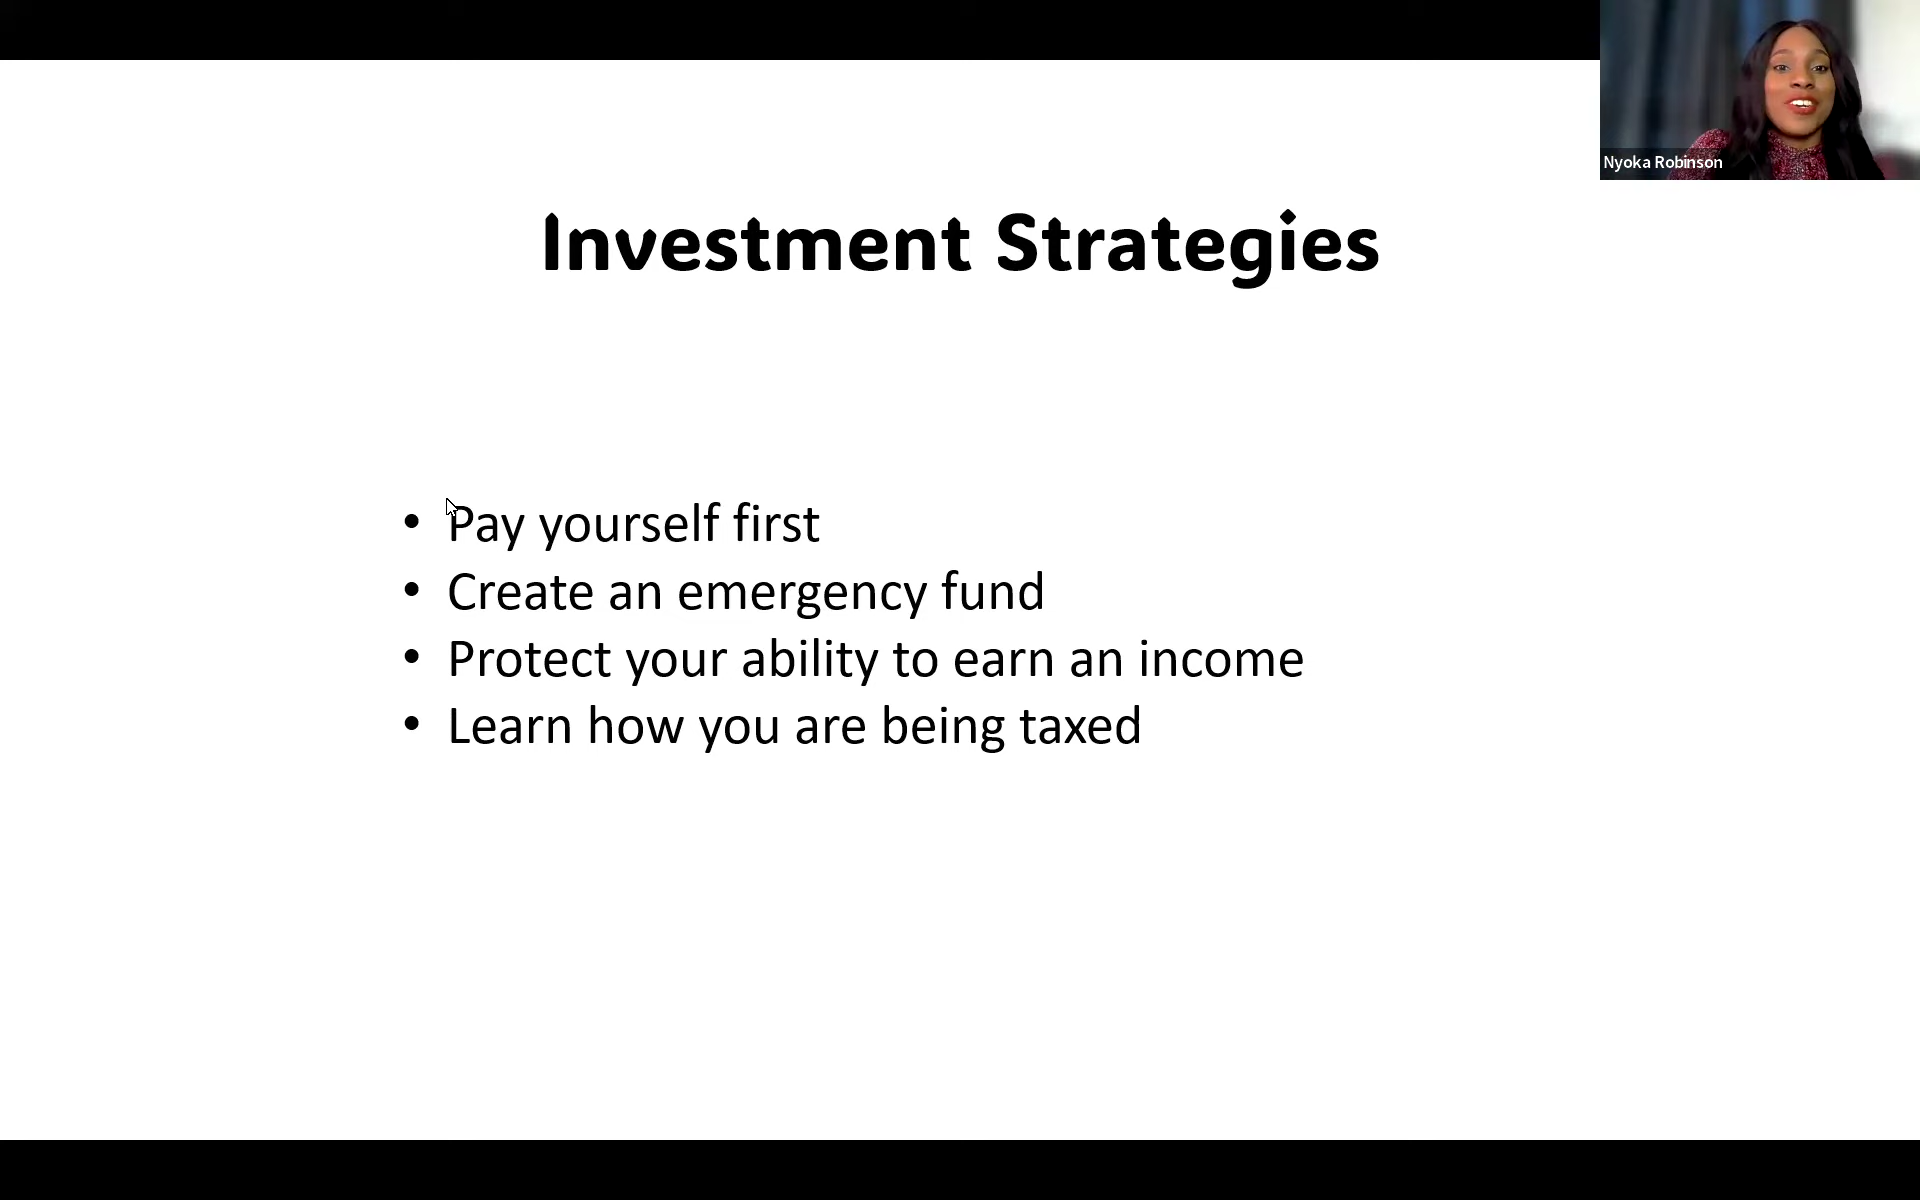 Nyoka Robinson
Investment Strategies
• Pay yourself first
• Create an emergency fund
• Protect your ability to earn an income
• Learn how you are being taxed